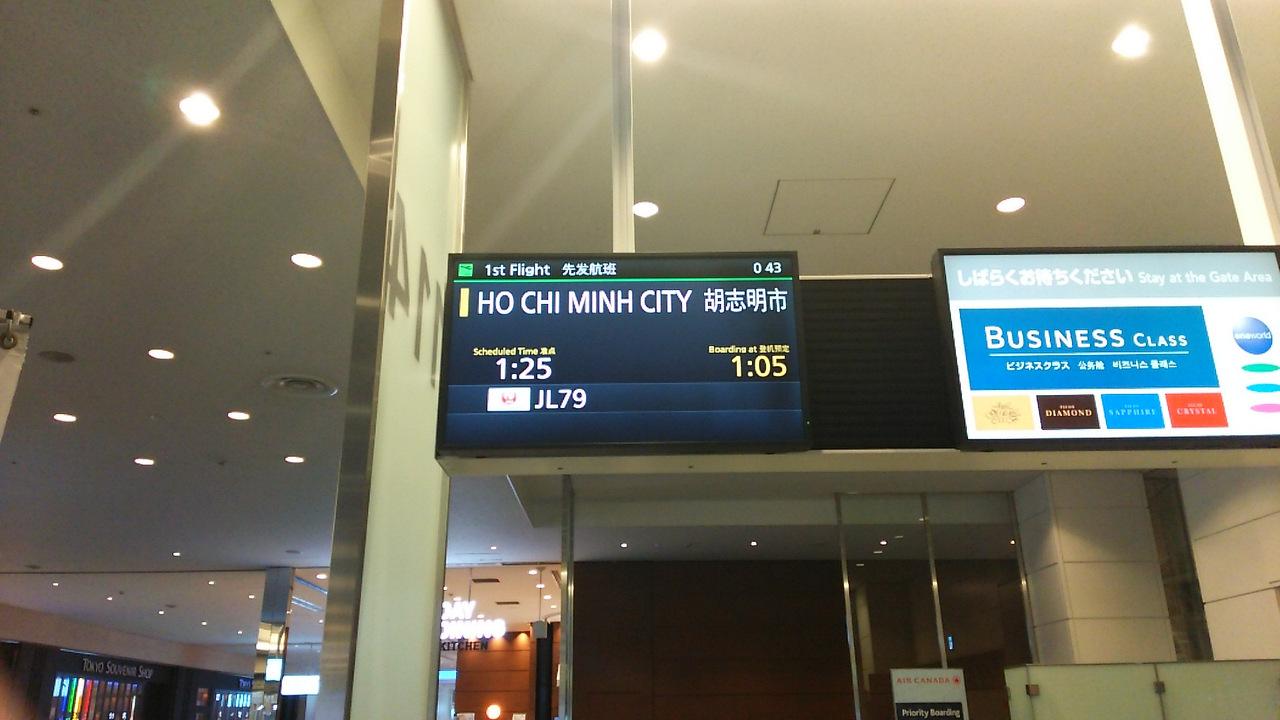 1st Flight 先发航班 0 43
HO CHI MINH CITY 胡志明市
Scheduled Time 准点
Boarding at 登机预定
1:25
1:05
JL79
しばらくお待ちください Stay at the Gate Area
BUSINESS CLASS
ビジネスクラス 公务舱 비즈니스 클래스
oneworld
DIAMOND
SAPPHIRE
CRYSTAL
KITCHEN
TOKYO SOUVENIR SHOP
AIR CANADA
Priority Boarding